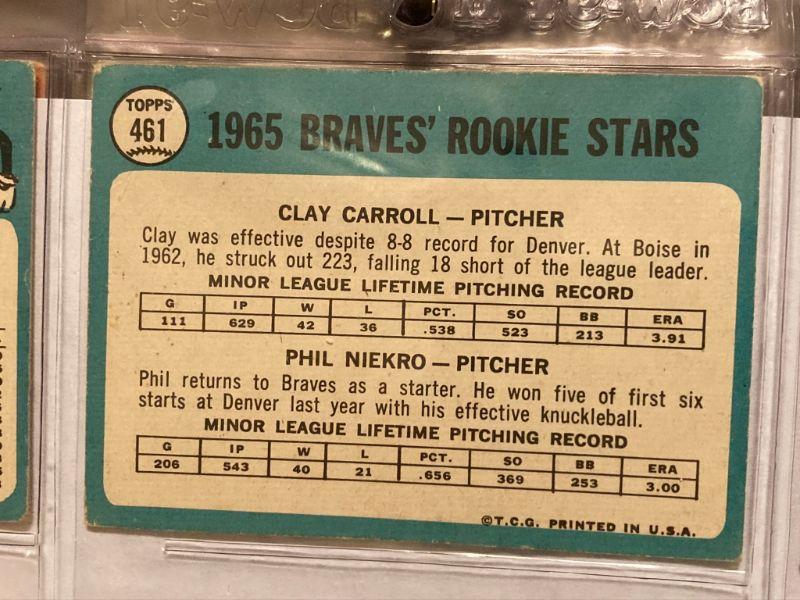 TOPPS
461
1965 BRAVES' ROOKIE STARS
CLAY CARROLL — PITCHER
Clay was effective despite 8-8 record for Denver. At Boise in
1962, he struck out 223, falling 18 short of the league leader.
MINOR LEAGUE LIFETIME PITCHING RECORD
G IP W L PCT. SO BB ERA
111 629 42 36 .538 523 213 3.91
PHIL NIEKRO — PITCHER
Phil returns to Braves as a starter. He won five of first six
starts at Denver last year with his effective knuckleball.
MINOR LEAGUE LIFETIME PITCHING RECORD
G IP W L PCT. SO BB ERA
206 543 40 21 .656 369 253 3.00
©T.C.G. PRINTED IN U.S.A.